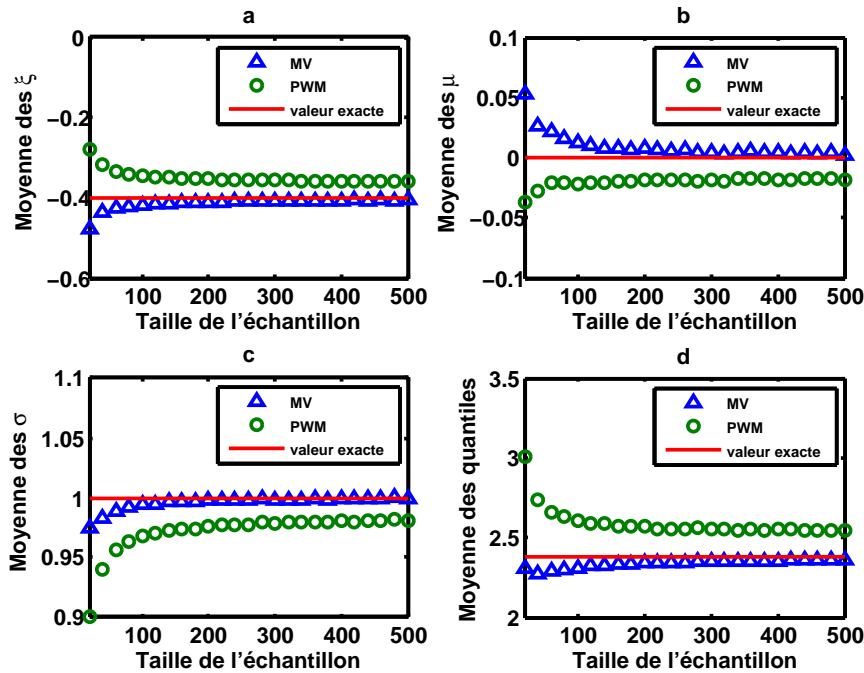 a
0
−0.2
−0.4
−0.6
Moyenne des ξ
MV
PWM
valeur exacte
100 200 300 400 500
Taille de l’échantillon
b
0.1
0.05
0
−0.05
−0.1
Moyenne des μ
MV
PWM
valeur exacte
100 200 300 400 500
Taille de l’échantillon
c
1.1
1.05
1
0.95
0.9
Moyenne des σ
MV
PWM
valeur exacte
100 200 300 400 500
Taille de l’échantillon
d
3.5
3
2.5
2
Moyenne des quantiles
MV
PWM
valeur exacte
100 200 300 400 500
Taille de l’échantillon